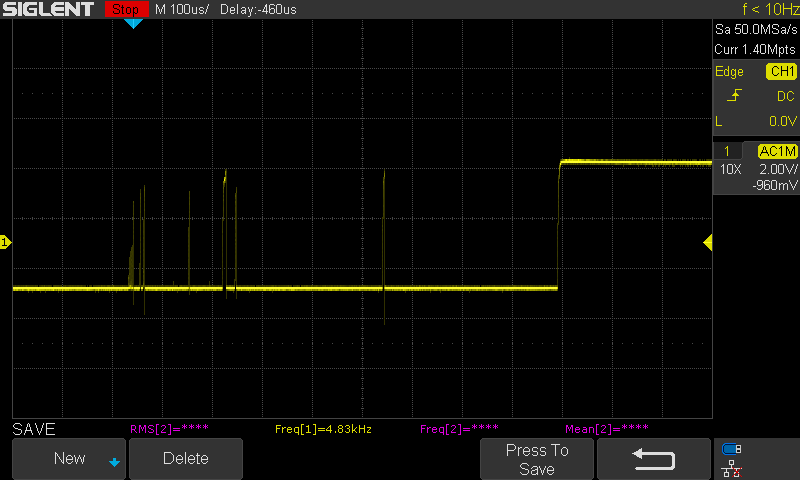 SIGLENT Stop M 100us/ Delay:-460us f < 10Hz
Sa 50.0MSa/s
Curr 1.40Mpts
Edge CH1
DC
L 0.0V
1 AC1M
10X 2.00V/
-960mV
1
SAVE RMS[2]=**** Freq[1]=4.83kHz Freq[2]=**** Mean[2]=****
New Delete Press To
Save